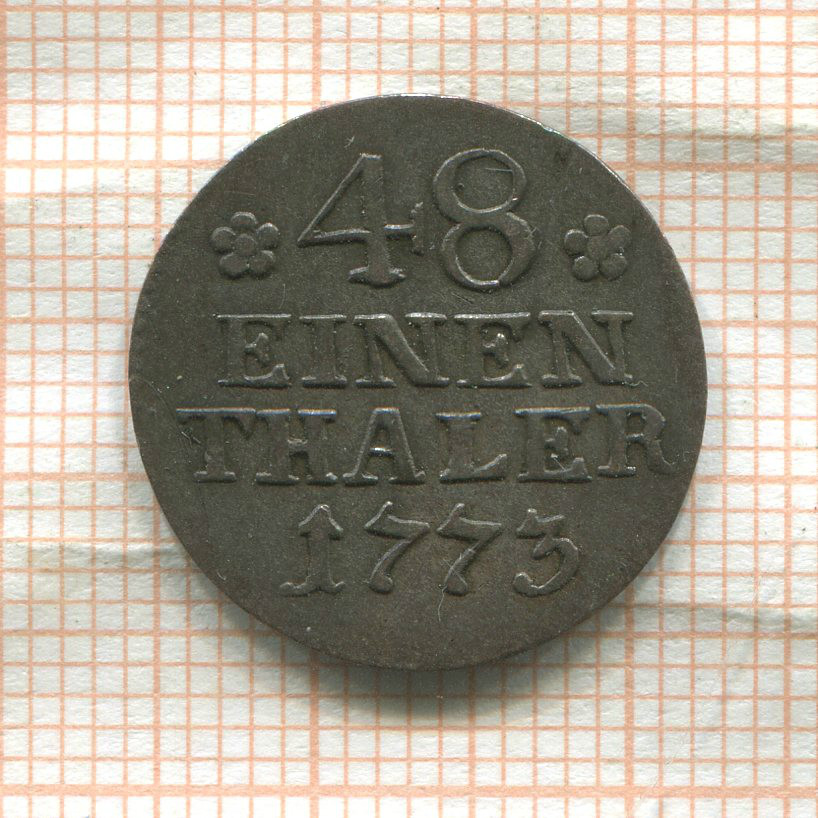 48
EINEN
THALER
1773